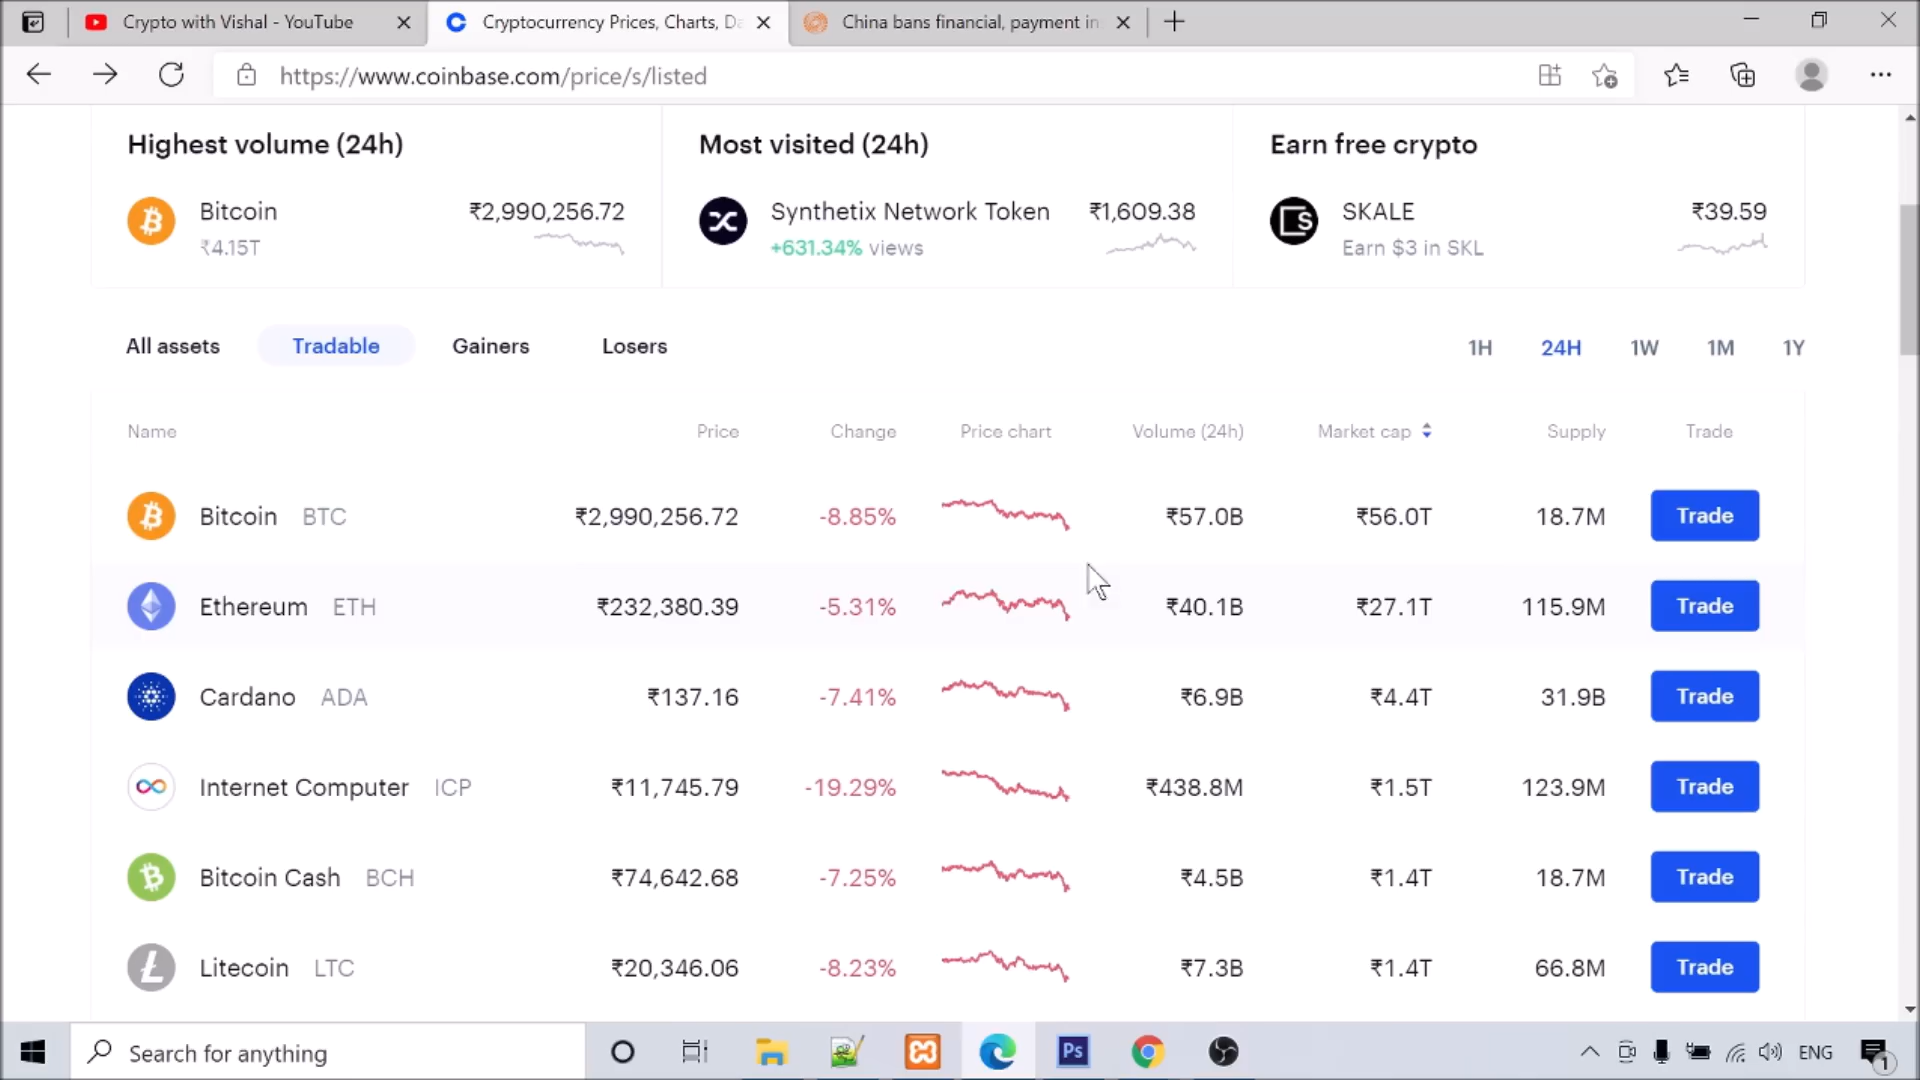 Crypto with Vishal - YouTube
Cryptocurrency Prices, Charts, Da
China bans financial, payment in
https://www.coinbase.com/price/s/listed
Highest volume (24h)
Bitcoin ₹2,990,256.72
₹4.15T
Most visited (24h)
Synthetix Network Token ₹1,609.38
+631.34% views
Earn free crypto
SKALE ₹39.59
Earn $3 in SKL
All assets Tradable Gainers Losers 1H 24H 1W 1M 1Y
Name Price Change Price chart Volume (24h) Market cap Supply Trade
Bitcoin BTC ₹2,990,256.72 -8.85% ₹57.0B ₹56.0T 18.7M Trade
Ethereum ETH ₹232,380.39 -5.31% ₹40.1B ₹27.1T 115.9M Trade
Cardano ADA ₹137.16 -7.41% ₹6.9B ₹4.4T 31.9B Trade
Internet Computer ICP ₹11,745.79 -19.29% ₹438.8M ₹1.5T 123.9M Trade
Bitcoin Cash BCH ₹74,642.68 -7.25% ₹4.5B ₹1.4T 18.7M Trade
Litecoin LTC ₹20,346.06 -8.23% ₹7.3B ₹1.4T 66.8M Trade
Search for anything Ps ENG 1